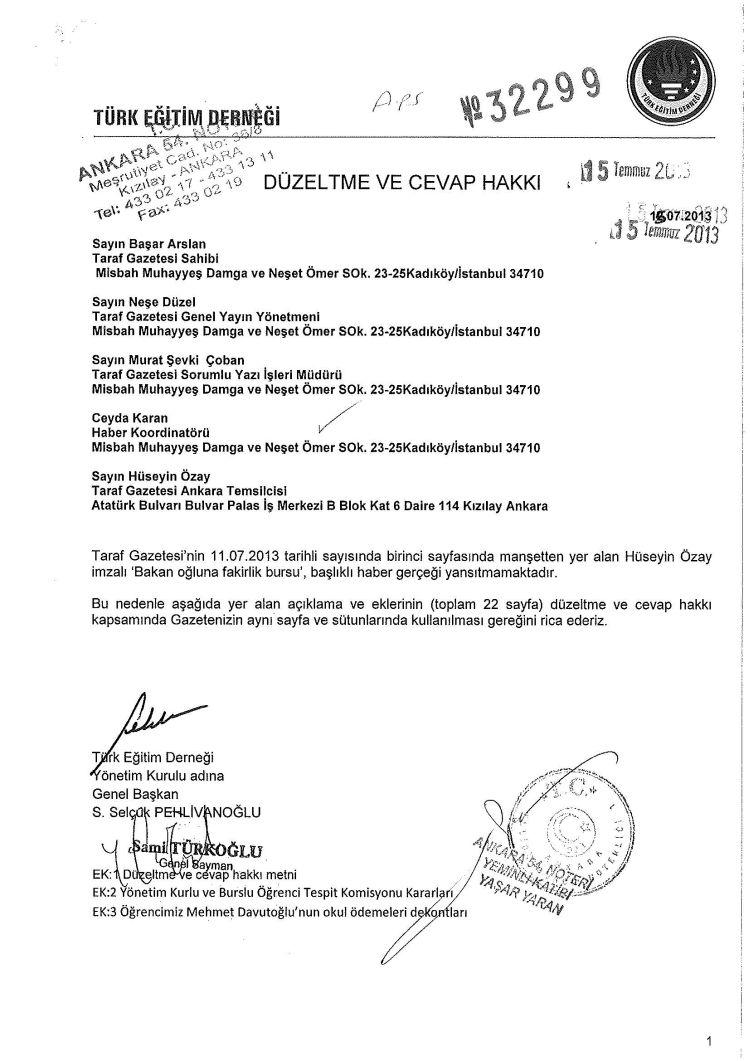 Aps
№ 32299
TÜRK EĞİTİM DERNEĞİ
TÜRK EĞİTİM DERNEĞİ
ANKARA 54. NOTERİ
Meşrutiyet Cad. No: 36/8
Kızılay - ANKARA
Tel: 433 02 17 - 433 13 11
Fax: 433 02 19
DÜZELTME VE CEVAP HAKKI
15 Temmuz 2013
15.07.2013
15 Temmuz 2013
Sayın Başar Arslan
Taraf Gazetesi Sahibi
Misbah Muhayyeş Damga ve Neşet Ömer SOk. 23-25Kadıköy/İstanbul 34710
Sayın Neşe Düzel
Taraf Gazetesi Genel Yayın Yönetmeni
Misbah Muhayyeş Damga ve Neşet Ömer SOk. 23-25Kadıköy/İstanbul 34710
Sayın Murat Şevki Çoban
Taraf Gazetesi Sorumlu Yazı İşleri Müdürü
Misbah Muhayyeş Damga ve Neşet Ömer SOk. 23-25Kadıköy/İstanbul 34710
Ceyda Karan
Haber Koordinatörü
Misbah Muhayyeş Damga ve Neşet Ömer SOk. 23-25Kadıköy/İstanbul 34710
Sayın Hüseyin Özay
Taraf Gazetesi Ankara Temsilcisi
Atatürk Bulvarı Bulvar Palas İş Merkezi B Blok Kat 6 Daire 114 Kızılay Ankara
Taraf Gazetesi'nin 11.07.2013 tarihli sayısında birinci sayfasında manşetten yer alan Hüseyin Özay
imzalı 'Bakan oğluna fakirlik bursu', başlıklı haber gerçeği yansıtmamaktadır.
Bu nedenle aşağıda yer alan açıklama ve eklerinin (toplam 22 sayfa) düzeltme ve cevap hakkı
kapsamında Gazetenizin aynı sayfa ve sütunlarında kullanılması gereğini rica ederiz.
Türk Eğitim Derneği
Yönetim Kurulu adına
Genel Başkan
S. Selçuk PEHLİVANOĞLU
Sami TÜRKOĞLU
Genel Sayman
EK:1 Düzeltme ve cevap hakkı metni
EK:2 Yönetim Kurlu ve Burslu Öğrenci Tespit Komisyonu Kararları
EK:3 Öğrencimiz Mehmet Davutoğlu'nun okul ödemeleri dekontları
T.C.
ANKARA 54. NOTERİ
YEMİNLİ KATİBİ
YAŞAR YARAN
1